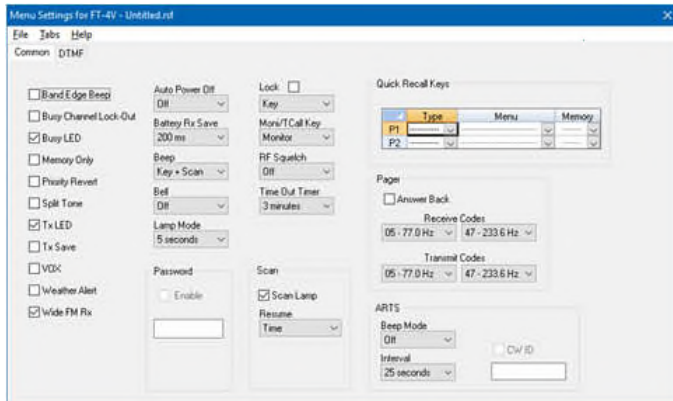 Menu Settings for FT-4V - Untitled.rsf
File Tabs Help
Common DTMF
Band Edge Beep
Busy Channel Lock-Out
Busy LED
Memory Only
Priority Revert
Split Tone
Tx LED
Tx Save
VOX
Weather Alert
Wide FM Rx
Auto Power Off
Off
Battery Rx Save
200 ms
Beep
Key + Scan
Bell
Off
Lamp Mode
5 seconds
Password
Enable
Lock
Key
Moni/TCall Key
Monitor
RF Squelch
Off
Time Out Timer
3 minutes
Scan
Scan Lamp
Resume
Time
Quick Recall Keys
Type Menu Memory
P1
P2
Pager
Answer Back
Receive Codes
05 - 77.0 Hz 47 - 233.6 Hz
Transmit Codes
05 - 77.0 Hz 47 - 233.6 Hz
ARTS
Beep Mode
Off
CW ID
Interval
25 seconds